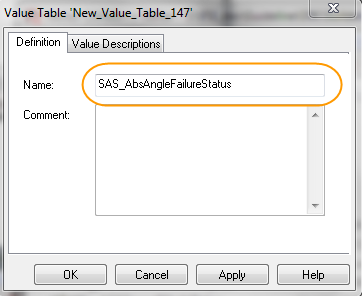 Value Table 'New_Value_Table_147'
Definition
Value Descriptions
Name:
SAS_AbsAngleFailureStatus
Comment:
OK
Cancel
Apply
Help